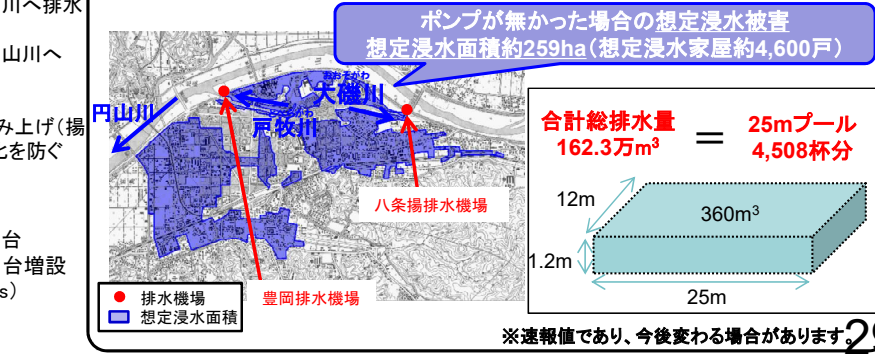 川へ排水
山川へ
み上げ(揚
化を防ぐ
台
台増設
s)
ポンプが無かった場合の想定浸水被害
想定浸水面積約259ha(想定浸水家屋約4,600戸)
おおぞがわ
大磯川
円山川
戸牧川
八条揚排水機場
豊岡排水機場
● 排水機場
想定浸水面積
合計総排水量
162.3万m³
=
25mプール
4,508杯分
12m
360m³
1.2m
25m
※速報値であり、今後変わる場合があります。
29